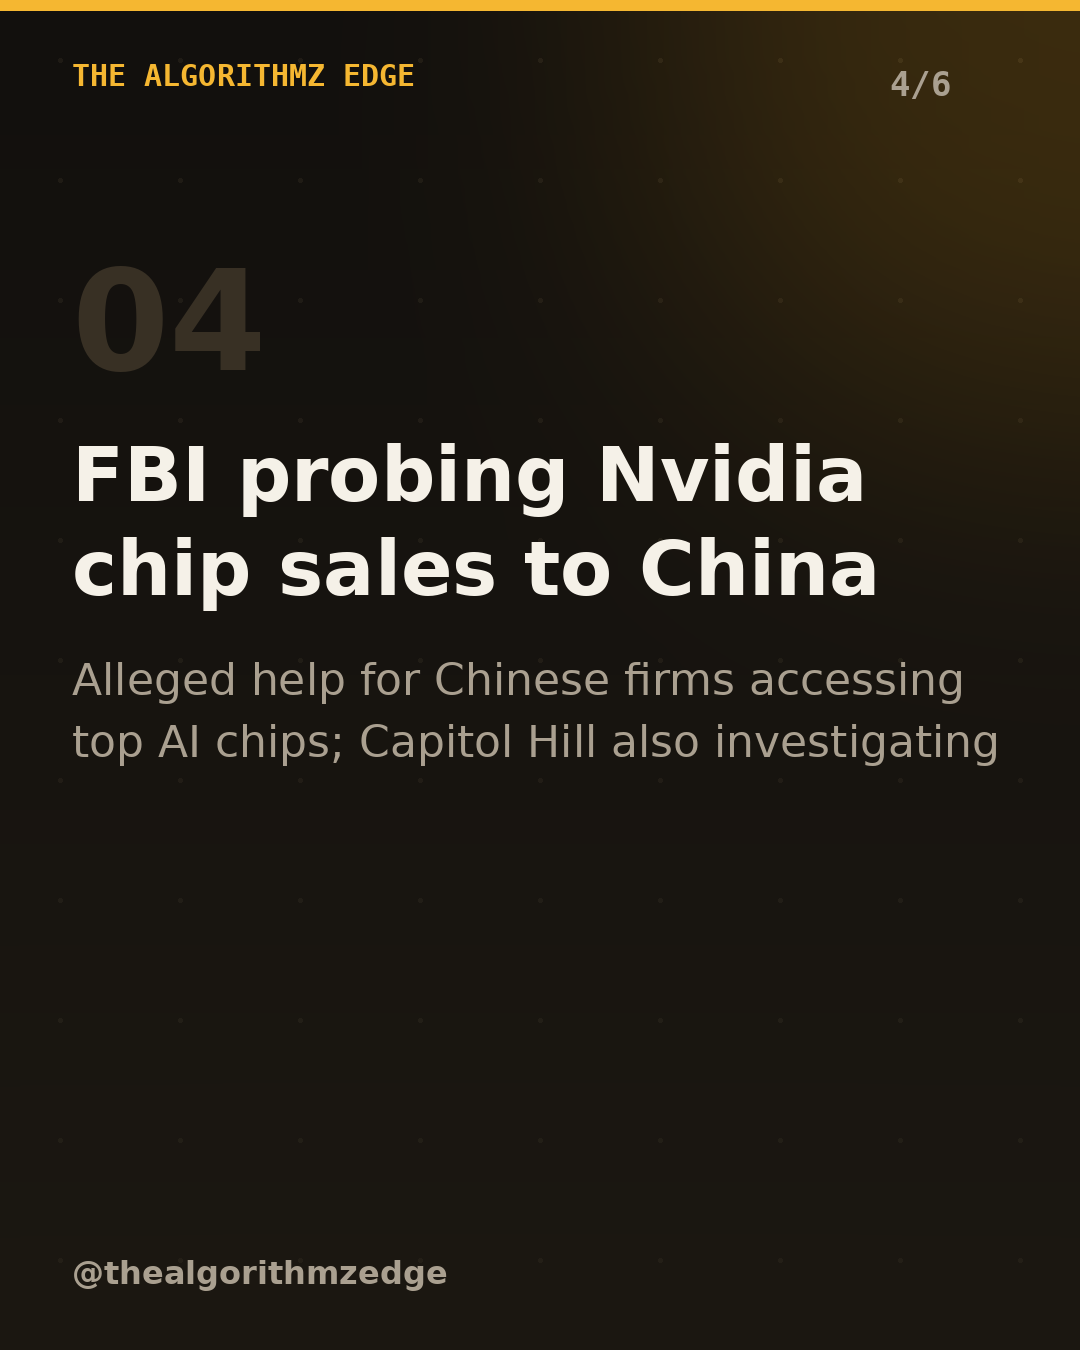 THE ALGORITHMZ EDGE
4/6
04
FBI probing Nvidia
chip sales to China
Alleged help for Chinese firms accessing
top AI chips; Capitol Hill also investigating
@thealgorithmzedge